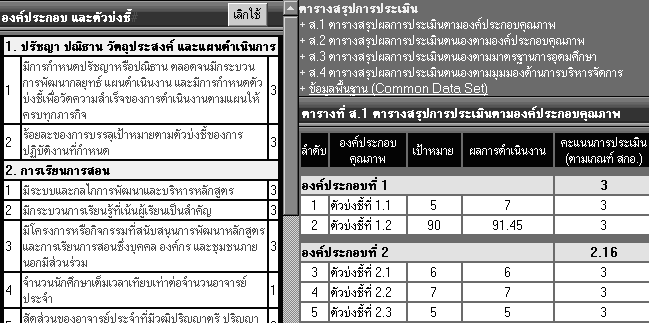 องค์ประกอบ และตัวบ่งชี้
เลิกใช้
1. ปรัชญา ปณิธาน วัตถุประสงค์ และแผนดำเนินการ
1 มีการกำหนดปรัชญาหรือปณิธาน ตลอดจนมีกระบวน 3
การพัฒนากลยุทธ์ แผนดำเนินงาน และมีการกำหนดตัว
บ่งชี้เพื่อวัดความสำเร็จของการดำเนินงานตามแผนให้
ครบทุกภารกิจ
2 ร้อยละของการบรรลุเป้าหมายตามตัวบ่งชี้ของการ 3
ปฏิบัติงานที่กำหนด
2. การเรียนการสอน
1 มีระบบและกลไกการพัฒนาและบริหารหลักสูตร 3
2 มีกระบวนการเรียนรู้ที่เน้นผู้เรียนเป็นสำคัญ 3
3 มีโครงการหรือกิจกรรมที่สนับสนุนการพัฒนาหลักสูตร 3
และการเรียนการสอนซึ่งบุคคล องค์กร และชุมชนภาย
นอกมีส่วนร่วม
4 จำนวนนักศึกษาเต็มเวลาเทียบเท่าต่อจำนวนอาจารย์ 1
ประจำ
5 สัดส่วนของอาจารย์ประจำที่มีวุฒิปริญญาตรี ปริญญา 3
ตารางสรุปการประเมิน
+ ส.1 ตารางสรุปผลการประเมินตามองค์ประกอบคุณภาพ
+ ส.2 ตารางสรุปผลการประเมินตนเองตามองค์ประกอบคุณภาพ
+ ส.3 ตารางสรุปผลการประเมินตนเองตามมาตรฐานการอุดมศึกษา
+ ส.4 ตารางสรุปผลการประเมินตนเองตามมุมมองด้านการบริหารจัดการ
+ ข้อมูลพื้นฐาน (Common Data Set)
ตารางที่ ส.1 ตารางสรุปการประเมินตามองค์ประกอบคุณภาพ
ลำดับ องค์ประกอบ คุณภาพ เป้าหมาย ผลการดำเนินงาน คะแนนการประเมิน (ตามเกณฑ์ สกอ.)
องค์ประกอบที่ 1 3
1 ตัวบ่งชี้ที่ 1.1 5 7 3
2 ตัวบ่งชี้ที่ 1.2 90 91.45 3
องค์ประกอบที่ 2 2.16
3 ตัวบ่งชี้ที่ 2.1 6 6 3
4 ตัวบ่งชี้ที่ 2.2 7 7 3
5 ตัวบ่งชี้ที่ 2.3 5 5 3